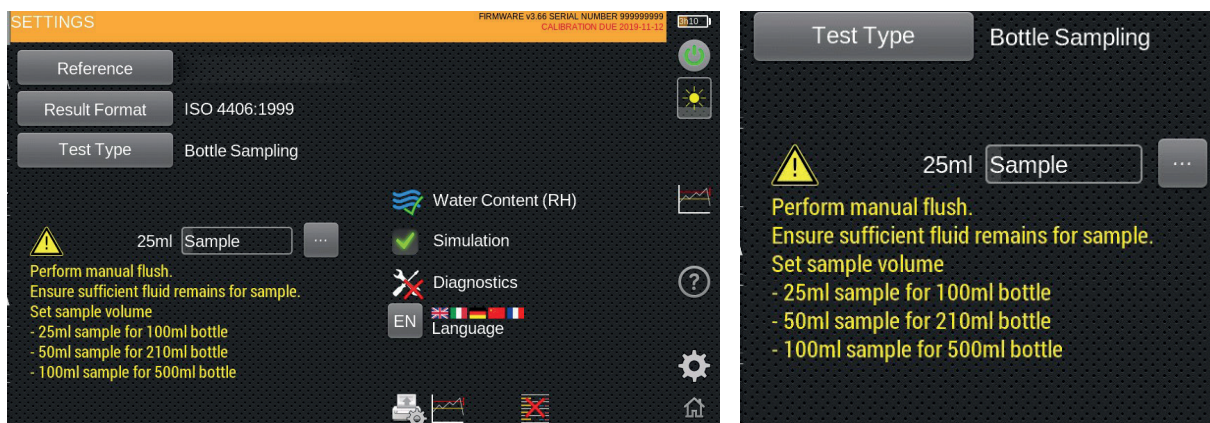 SETTINGS
FIRMWARE v3.66 SERIAL NUMBER 999999999
CALIBRATION DUE 2019-11-12
3h10
Reference
Result Format ISO 4406:1999
Test Type Bottle Sampling
Water Content (RH)
25ml Sample ...
Simulation
Perform manual flush.
Ensure sufficient fluid remains for sample.
Set sample volume
- 25ml sample for 100ml bottle
- 50ml sample for 210ml bottle
- 100ml sample for 500ml bottle
Diagnostics
EN Language
?
Test Type Bottle Sampling
25ml Sample ...
Perform manual flush.
Ensure sufficient fluid remains for sample.
Set sample volume
- 25ml sample for 100ml bottle
- 50ml sample for 210ml bottle
- 100ml sample for 500ml bottle